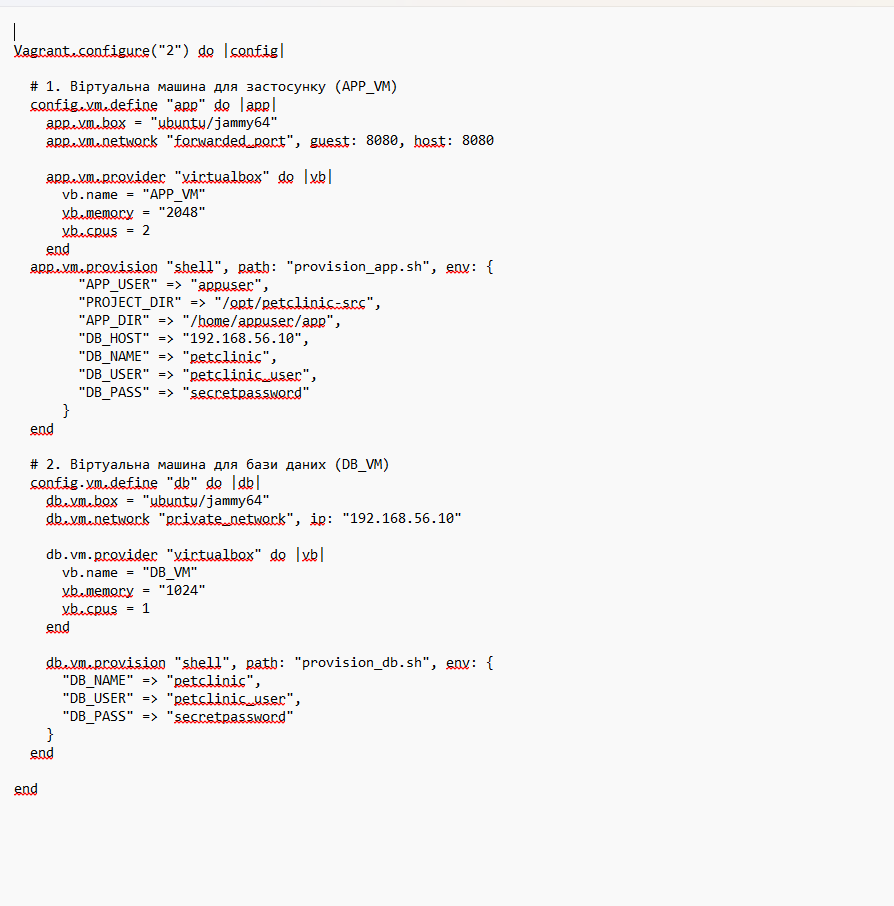 Vagrant.configure("2") do |config|
# 1. Віртуальна машина для застосунку (APP_VM)
config.vm.define "app" do |app|
app.vm.box = "ubuntu/jammy64"
app.vm.network "forwarded_port", guest: 8080, host: 8080
app.vm.provider "virtualbox" do |vb|
vb.name = "APP_VM"
vb.memory = "2048"
vb.cpus = 2
end
app.vm.provision "shell", path: "provision_app.sh", env: {
"APP_USER" => "appuser",
"PROJECT_DIR" => "/opt/petclinic-src",
"APP_DIR" => "/home/appuser/app",
"DB_HOST" => "192.168.56.10",
"DB_NAME" => "petclinic",
"DB_USER" => "petclinic_user",
"DB_PASS" => "secretpassword"
}
end
# 2. Віртуальна машина для бази даних (DB_VM)
config.vm.define "db" do |db|
db.vm.box = "ubuntu/jammy64"
db.vm.network "private_network", ip: "192.168.56.10"
db.vm.provider "virtualbox" do |vb|
vb.name = "DB_VM"
vb.memory = "1024"
vb.cpus = 1
end
db.vm.provision "shell", path: "provision_db.sh", env: {
"DB_NAME" => "petclinic",
"DB_USER" => "petclinic_user",
"DB_PASS" => "secretpassword"
}
end
end